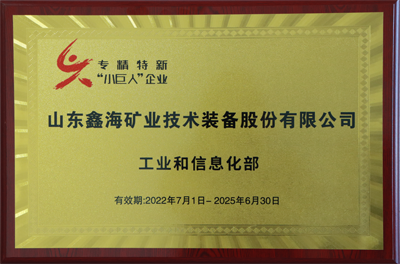 专精特新
“小巨人”企业
山东鑫海矿业技术装备股份有限公司
工业和信息化部
有效期:2022年7月1日-2025年6月30日